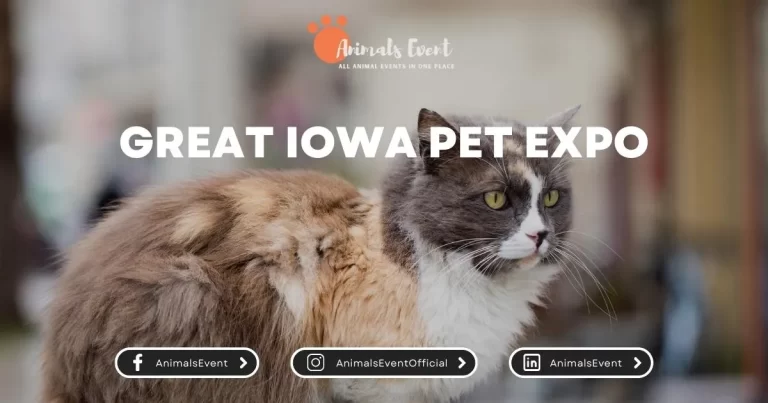 Animals Event
ALL ANIMAL EVENTS IN ONE PLACE
GREAT IOWA PET EXPO
AnimalsEvent
AnimalsEventOfficial
AnimalsEvent